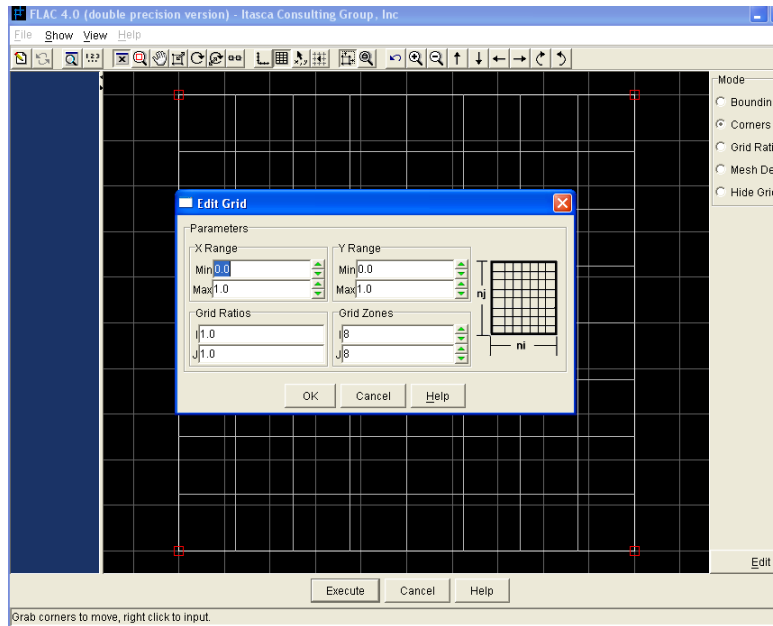 FLAC 4.0 (double precision version) - Itasca Consulting Group, Inc
File Show View Help
1 2 3
Mode
Boundin
Corners
Grid Rati
Mesh De
Hide Gri
Edit Grid
Parameters
X Range
Min 0.0
Max 1.0
Y Range
Min 0.0
Max 1.0
Grid Ratios
I 1.0
J 1.0
Grid Zones
I 8
J 8
nj
ni
OK Cancel Help
Edit
Execute Cancel Help
Grab corners to move, right click to input.